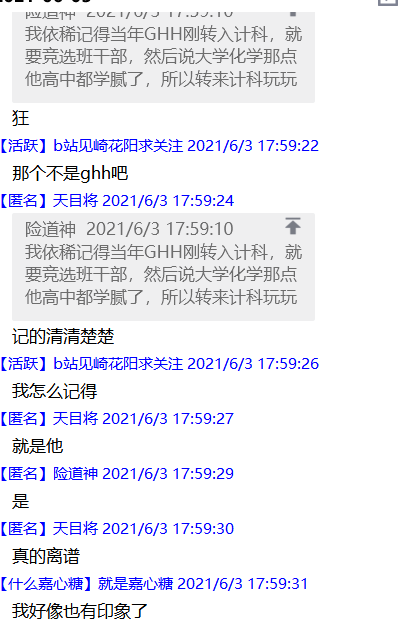 险道神 2021/6/3 17:59:10
我依稀记得当年GHH刚转入计科，就
要竞选班干部，然后说大学化学那点
他高中都学腻了，所以转来计科玩玩
狂
【活跃】b站见崎花阳求关注 2021/6/3 17:59:22
那个不是ghh吧
【匿名】天目将 2021/6/3 17:59:24
险道神 2021/6/3 17:59:10
我依稀记得当年GHH刚转入计科，就
要竞选班干部，然后说大学化学那点
他高中都学腻了，所以转来计科玩玩
记的清清楚楚
【活跃】b站见崎花阳求关注 2021/6/3 17:59:26
我怎么记得
【匿名】天目将 2021/6/3 17:59:27
就是他
【匿名】险道神 2021/6/3 17:59:29
是
【匿名】天目将 2021/6/3 17:59:30
真的离谱
【什么嘉心糖】就是嘉心糖 2021/6/3 17:59:31
我好像也有印象了